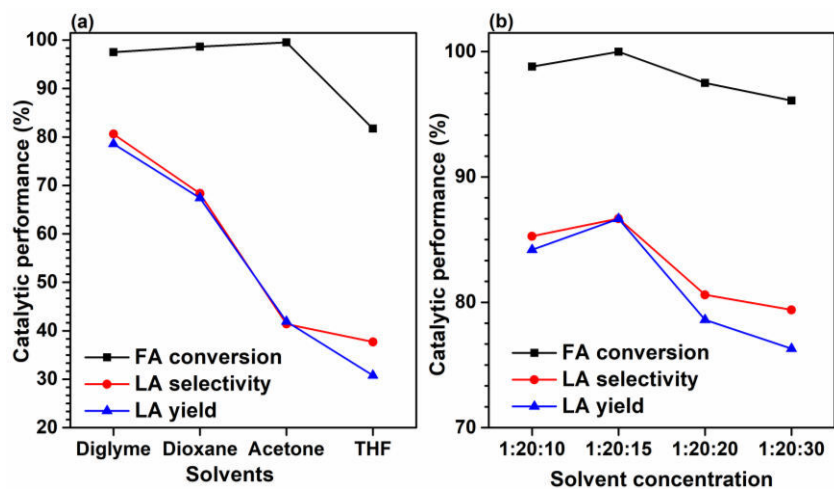 (a)
Catalytic performance (%)
100
90
80
70
60
50
40
30
20
FA conversion
LA selectivity
LA yield
Diglyme Dioxane Acetone THF
Solvents
(b)
Catalytic performance (%)
100
90
80
70
FA conversion
LA selectivity
LA yield
1:20:10 1:20:15 1:20:20 1:20:30
Solvent concentration